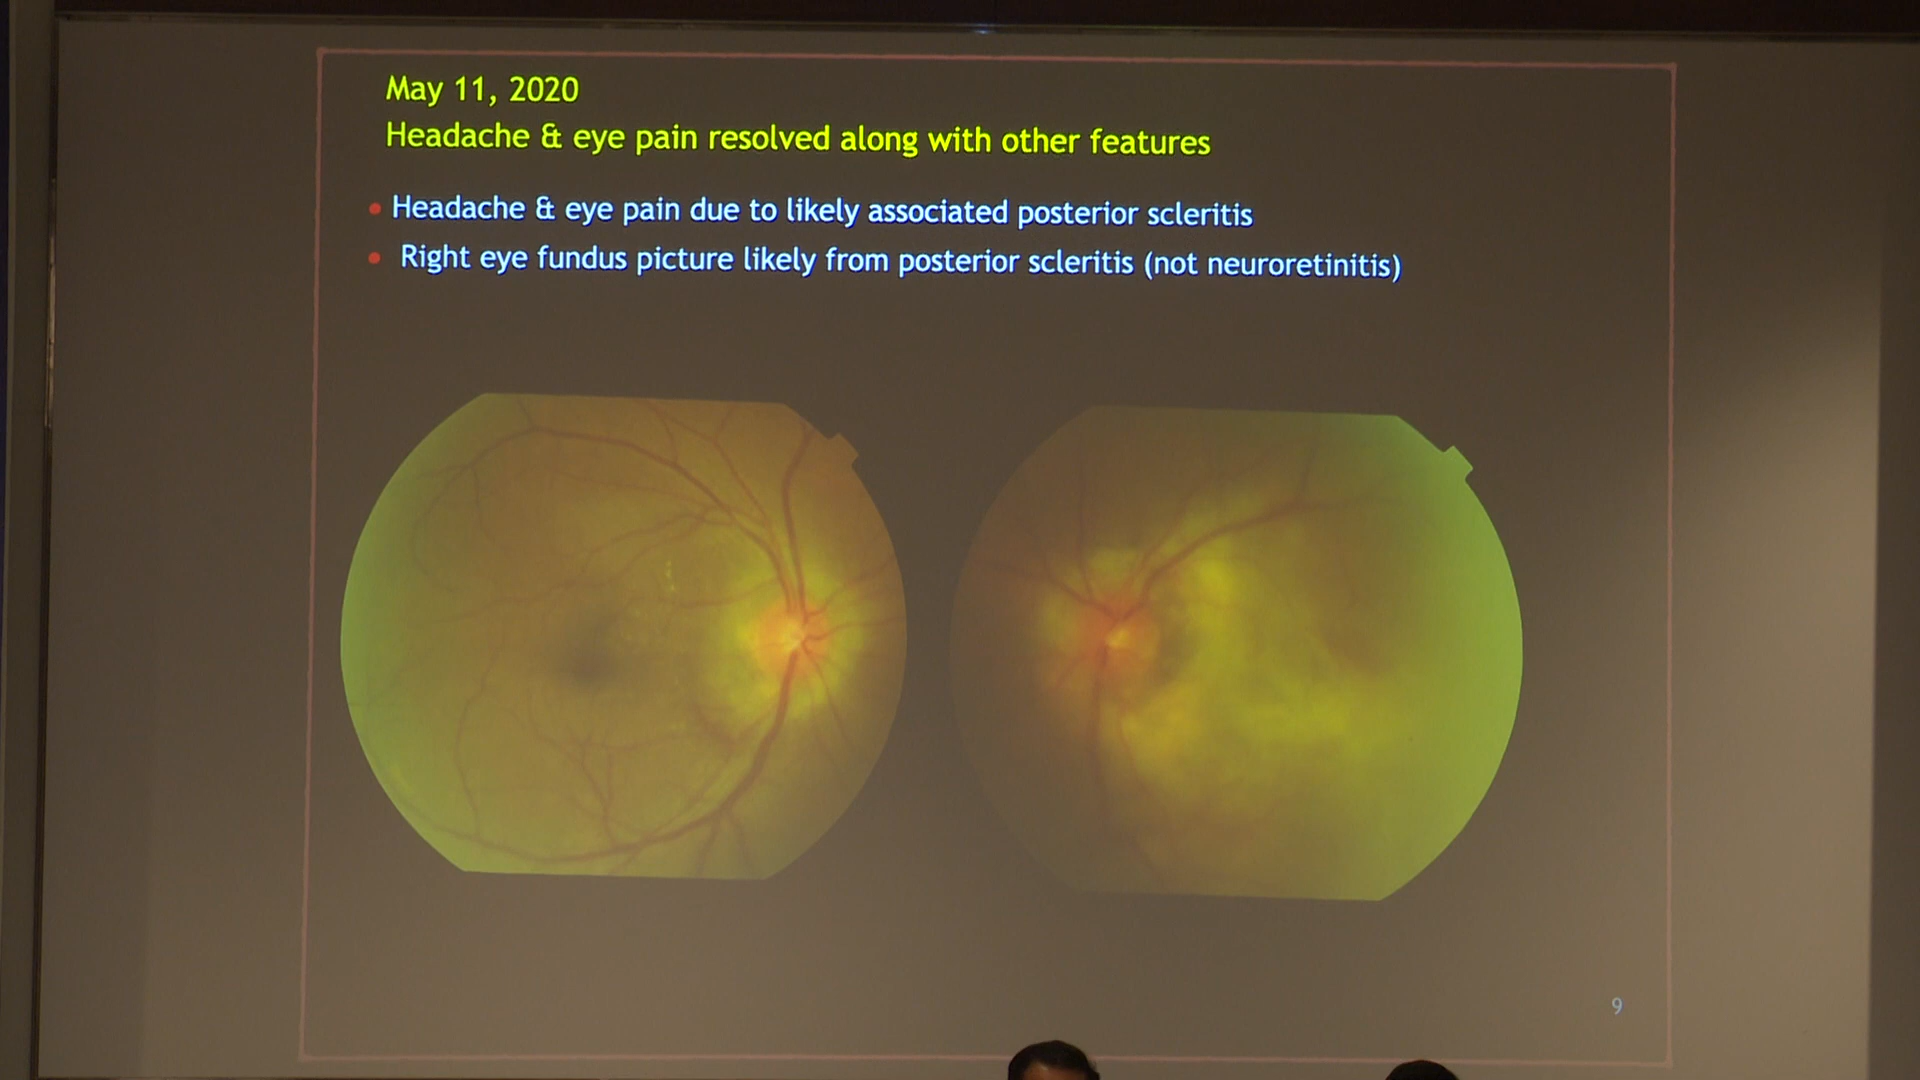 May 11, 2020
Headache & eye pain resolved along with other features
• Headache & eye pain due to likely associated posterior scleritis
• Right eye fundus picture likely from posterior scleritis (not neuroretinitis)
9